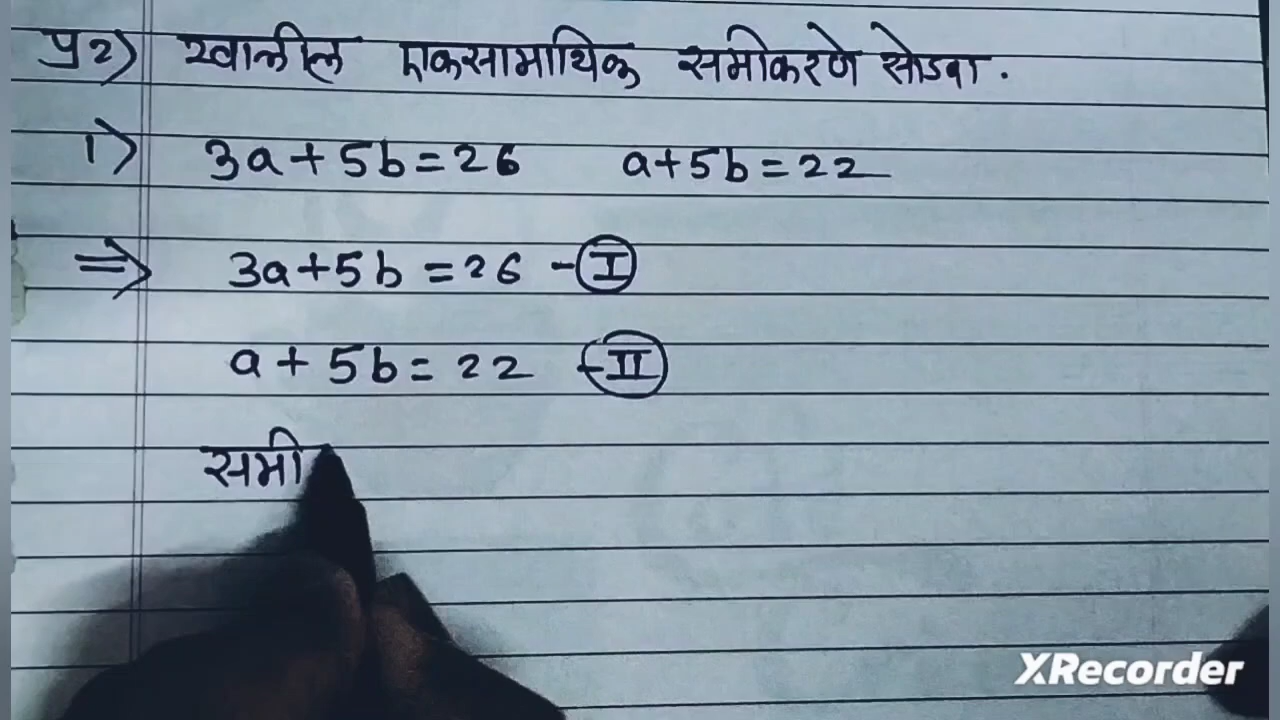 प्र2) खालील एकसामायिक समीकरणे सोडवा.
1) 3a+5b=26 a+5b=22
⇒ 3a+5b=26 -Ⓘ
a+5b=22 -(II)
समी
XRecorder